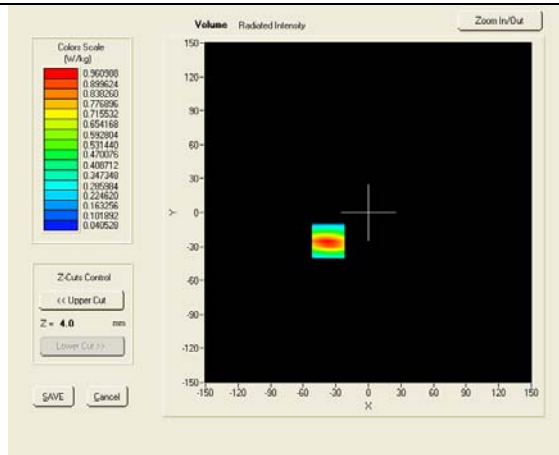 Volume Radiated Intensity
Zoom In/Out
Colors Scale
(W/kg)
0.960988
0.899624
0.838260
0.776896
0.715532
0.654168
0.592804
0.531440
0.470076
0.408712
0.347348
0.285984
0.224620
0.163256
0.101892
0.040528
Z-Cuts Control
<< Upper Cut
Z = 4.0 mm
Lower Cut >>
SAVE
Cancel
150
120
90
60
30
0
-30
-60
-90
-120
-150
Y
-150 -120 -90 -60 -30 0 30 60 90 120 150
X